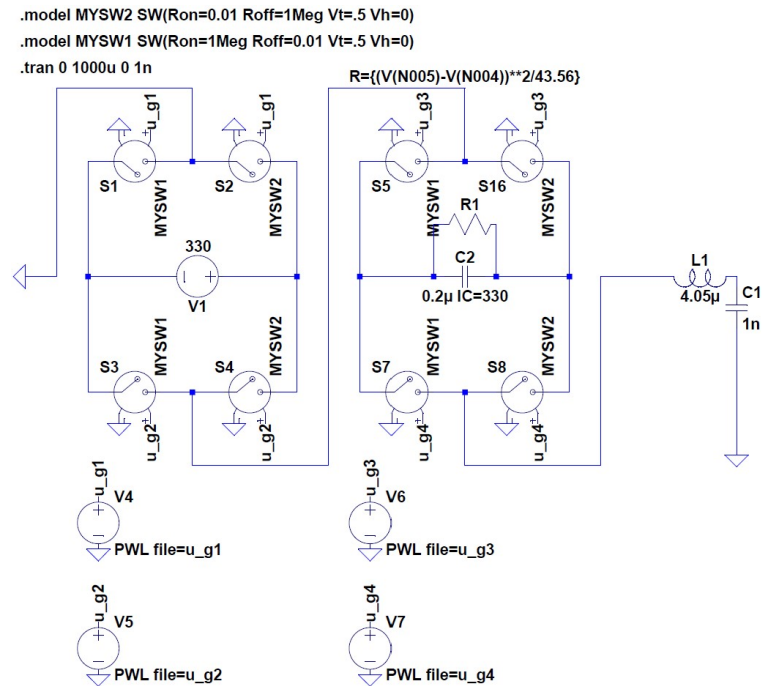 .model MYSW2 SW(Ron=0.01 Roff=1Meg Vt=.5 Vh=0)
.model MYSW1 SW(Ron=1Meg Roff=0.01 Vt=.5 Vh=0)
.tran 0 1000u 0 1n
R={(V(N005)-V(N004))**2/43.56}
u_g1
u_g1
u_g3
u_g3
S1
S2
S5
S16
MYSW1
MYSW2
MYSW1
MYSW2
R1
330
V1
C2
0.2µ IC=330
L1
4.05µ
C1
1n
MYSW1
MYSW2
MYSW1
MYSW2
S3
S4
S7
S8
u_g2
u_g2
u_g4
u_g4
u_g1
V4
PWL file=u_g1
u_g3
V6
PWL file=u_g3
u_g2
V5
PWL file=u_g2
u_g4
V7
PWL file=u_g4